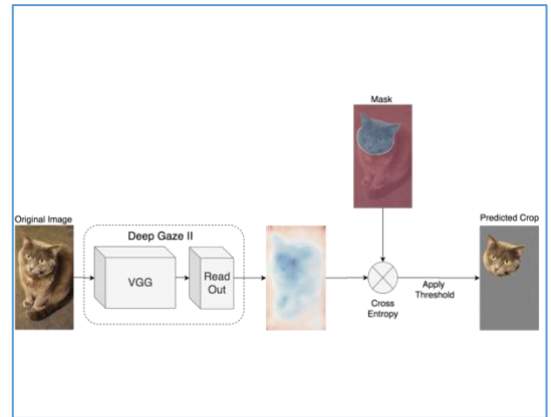 Mask
Original Image
Predicted Crop
Deep Gaze II
VGG
Read
Out
Apply
Threshold
Cross
Entropy